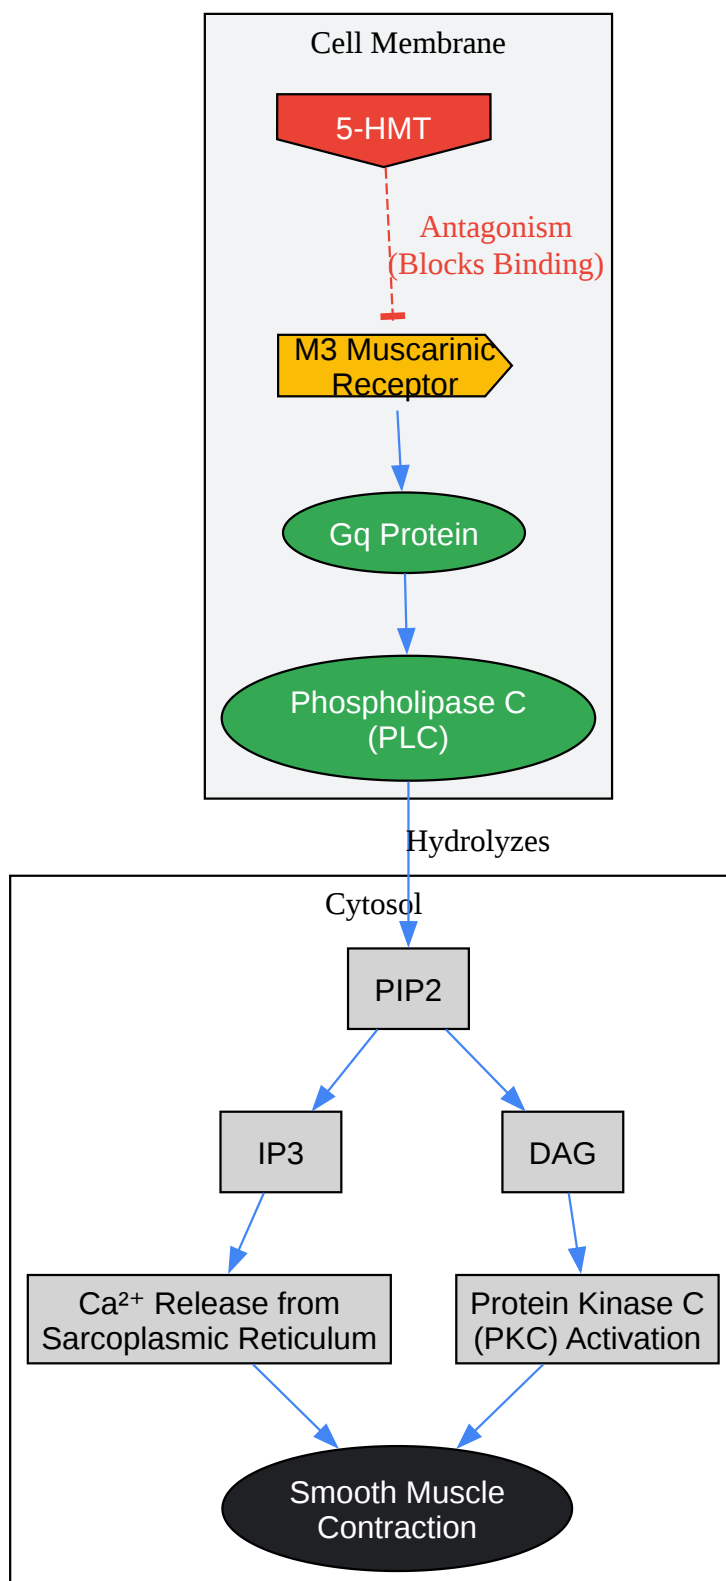 Cell Membrane
5-HMT
Antagonism
(Blocks Binding)
M3 Muscarinic
Receptor
Gq Protein
Phospholipase C
(PLC)
Hydrolyzes
Cytosol
PIP2
IP3
DAG
Ca²⁺ Release from
Sarcoplasmic Reticulum
Protein Kinase C
(PKC) Activation
Smooth Muscle
Contraction